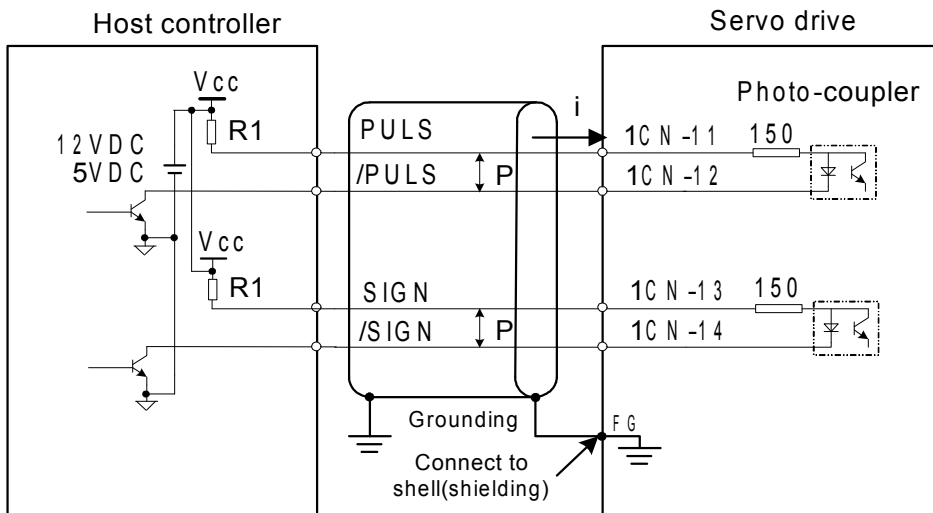 Host controller
Servo drive
Vcc
R1
12VDC
5VDC
Vcc
R1
PULS
/PULS
P
i
SIGN
/SIGN
P
Photo-coupler
1CN-11
150
1CN-12
1CN-13
150
1CN-14
Grounding
FG
Connect to
shell(shielding)